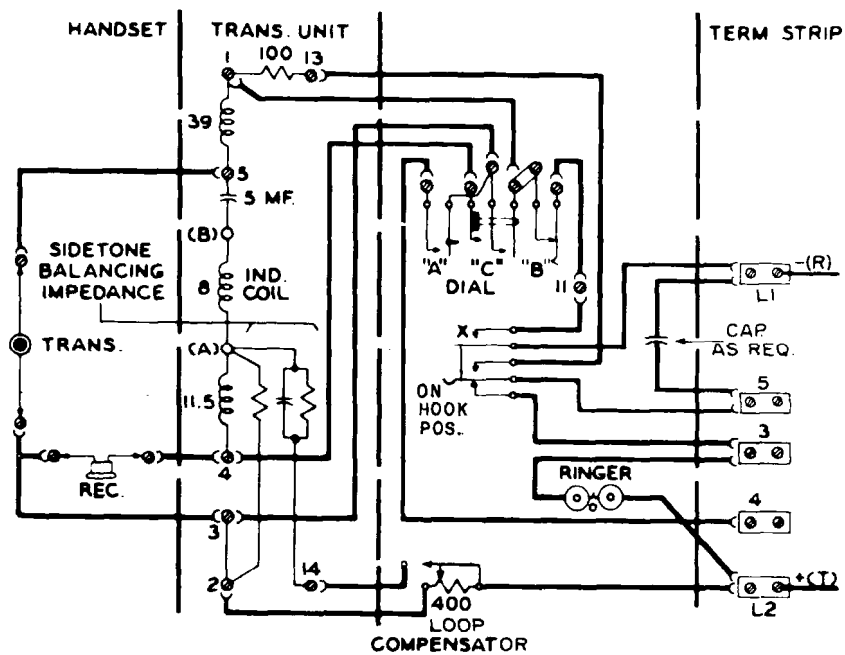 HANDSET
TRANS. UNIT
TERM STRIP
1
100
13
39
5
5 MF.
(B)
SIDETONE
BALANCING
IMPEDANCE
8
IND.
COIL
"A"
"C"
"B"
DIAL
11
-(R)
L1
TRANS.
(A)
X
CAP
AS REQ.
11.5
ON
HOOK
POS.
5
3
4
REC.
RINGER
3
4
2
14
400
LOOP
COMPENSATOR
+(T)
L2